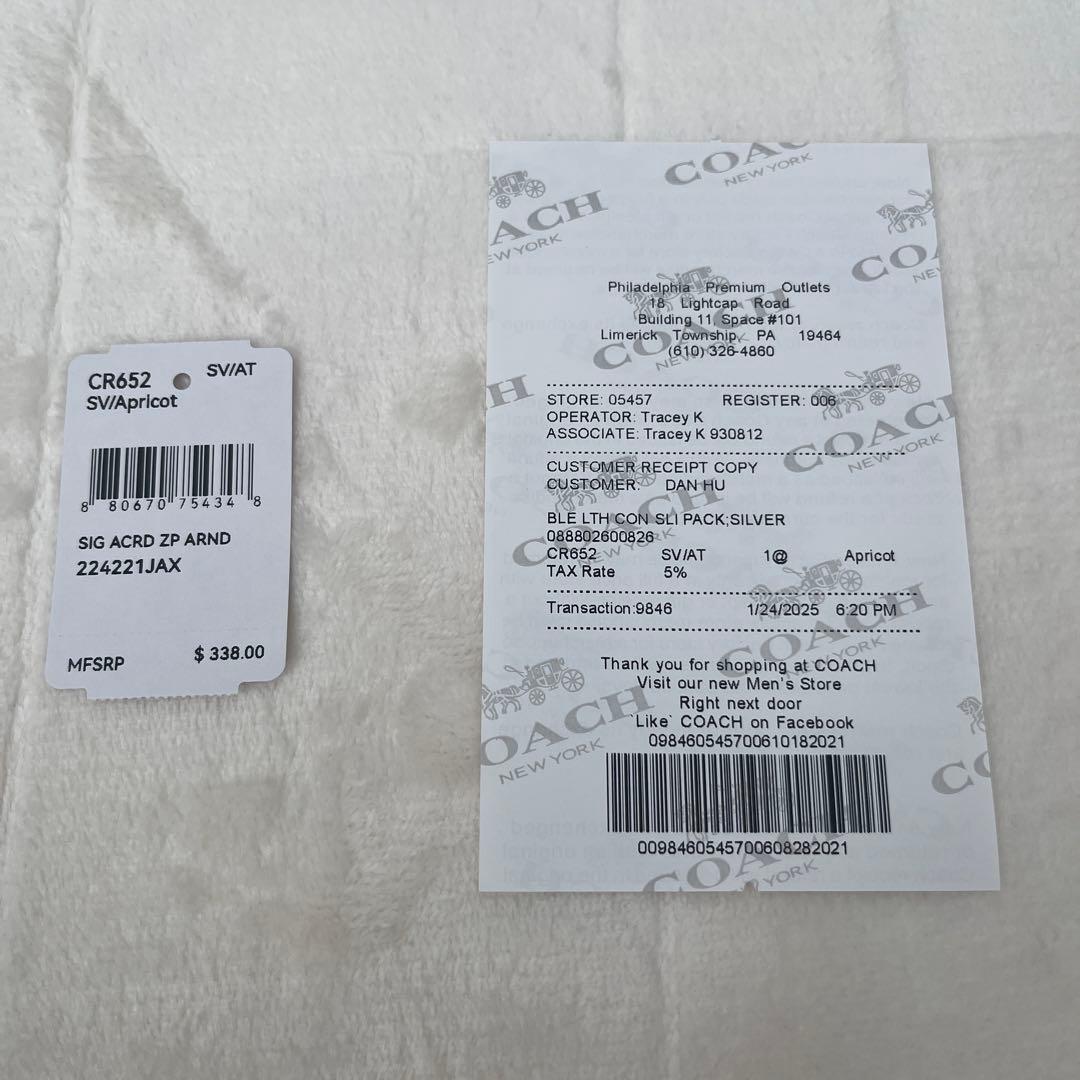 CR652
SV/AT
SV/Apricot
8 80670 75434 8
SIG ACRD ZP ARND
224221JAX
MFSRP
$ 338.00
COACH
NEW YORK
Philadelphia Premium Outlets
18 Lightcap Road
Building 11 Space #101
Limerick Township, PA 19464
(610) 326-4860
STORE: 05457 REGISTER: 006
OPERATOR: Tracey K
ASSOCIATE: Tracey K 930812
CUSTOMER RECEIPT COPY
CUSTOMER: DAN HU
BLE LTH CON SLI PACK;SILVER
088802600826
CR652 SV/AT 1@ Apricot
TAX Rate 5%
Transaction:9846 1/24/2025 6:20 PM
Thank you for shopping at COACH
Visit our new Men's Store
Right next door
`Like` COACH on Facebook
098460545700610182021
0098460545700608282021